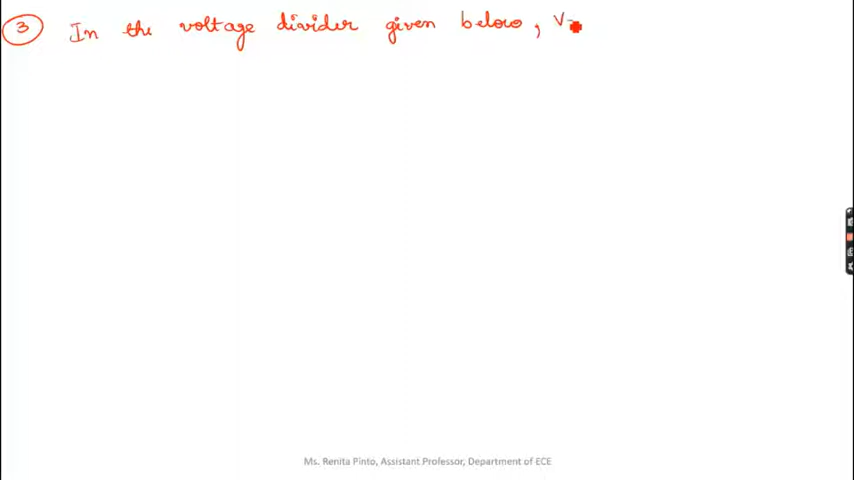 ③ In the voltage divider given below, V
Ms. Renita Pinto, Assistant Professor, Department of ECE